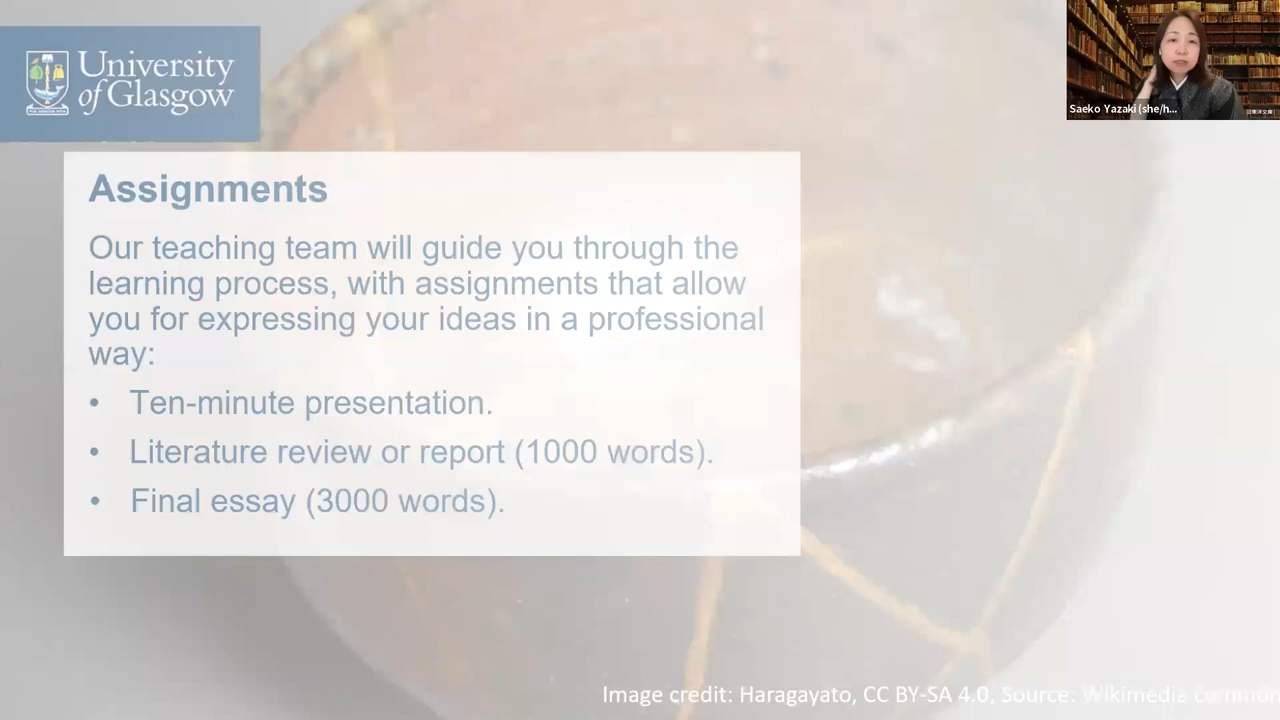 University
of Glasgow
Saeko Yazaki (she/h...
Assignments
Our teaching team will guide you through the
learning process, with assignments that allow
you for expressing your ideas in a professional
way:
• Ten-minute presentation.
• Literature review or report (1000 words).
• Final essay (3000 words).
Image credit: Haragayato, CC BY-SA 4.0, Source: Wikimedia Common